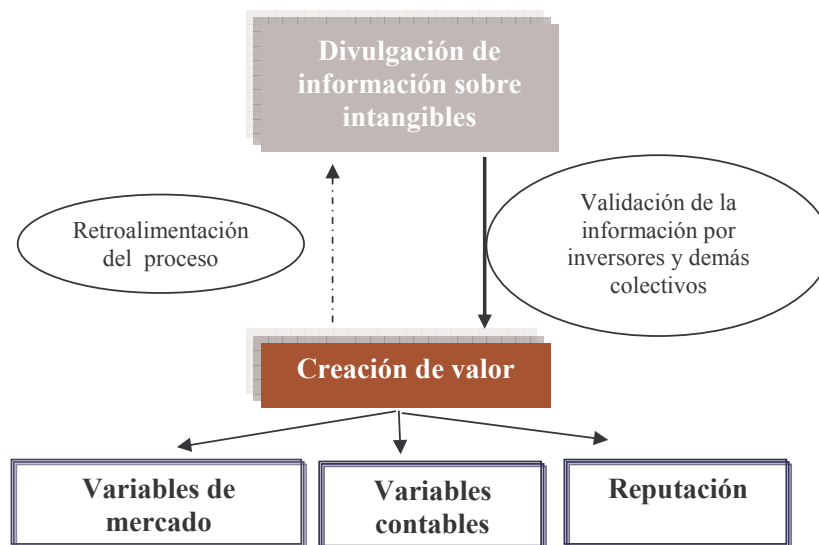 Divulgación de
información sobre
intangibles
Retroalimentación
del proceso
Validación de la
información por
inversores y demás
colectivos
Creación de valor
Variables de
mercado
Variables
contables
Reputación